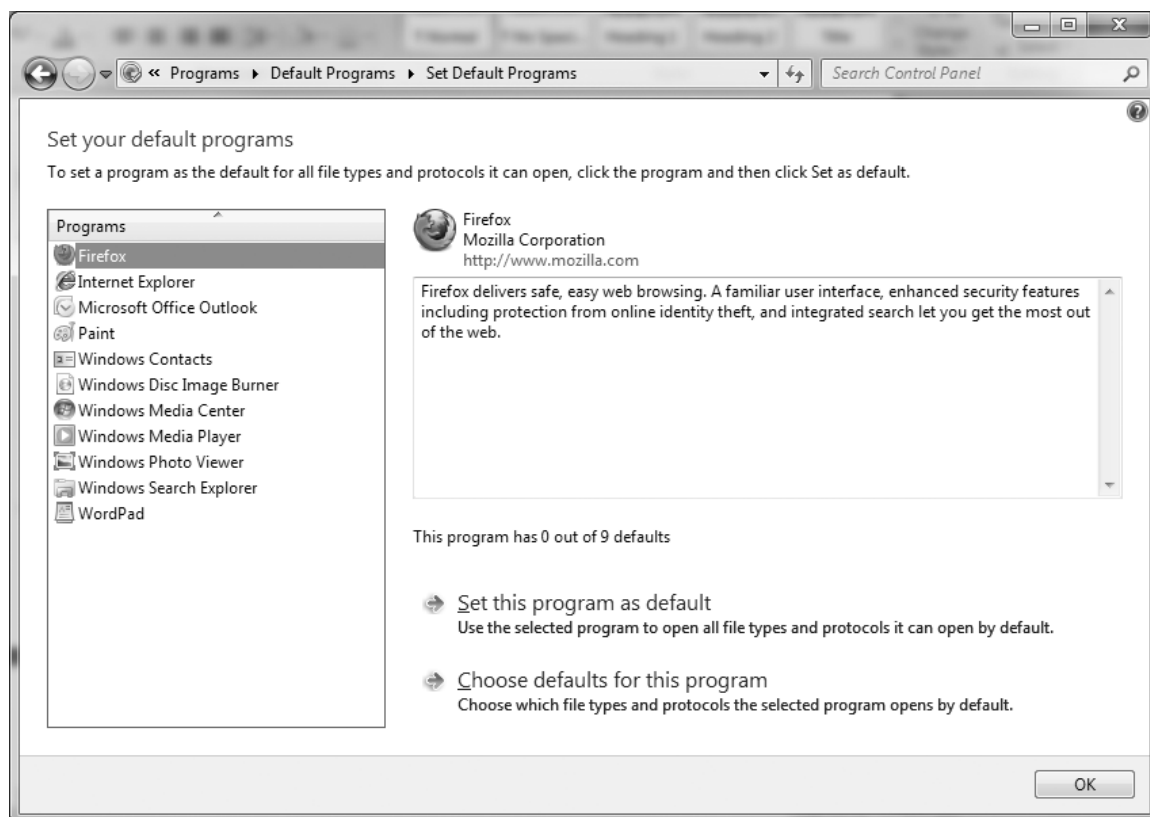 T Normal
Heading 1
Heading 2
Title
« Programs ▸ Default Programs ▸ Set Default Programs
Search Control Panel
Set your default programs
To set a program as the default for all file types and protocols it can open, click the program and then click Set as default.
Programs
Firefox
Internet Explorer
Microsoft Office Outlook
Paint
Windows Contacts
Windows Disc Image Burner
Windows Media Center
Windows Media Player
Windows Photo Viewer
Windows Search Explorer
WordPad
Firefox
Mozilla Corporation
http://www.mozilla.com
Firefox delivers safe, easy web browsing. A familiar user interface, enhanced security features
including protection from online identity theft, and integrated search let you get the most out
of the web.
This program has 0 out of 9 defaults
Set this program as default
Use the selected program to open all file types and protocols it can open by default.
Choose defaults for this program
Choose which file types and protocols the selected program opens by default.
OK